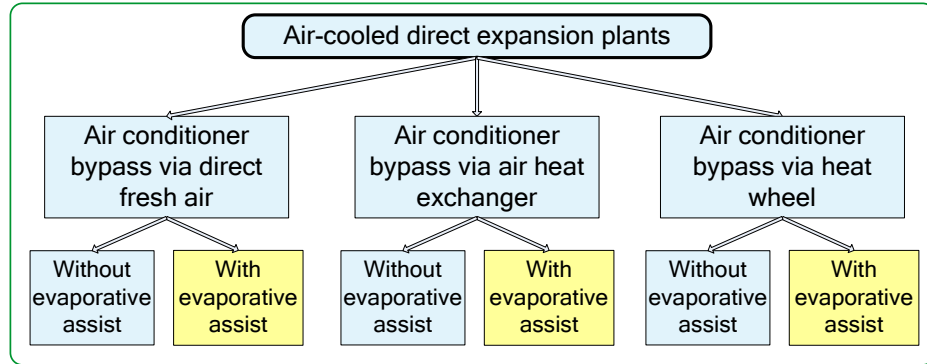 Air-cooled direct expansion plants
Air conditioner
bypass via direct
fresh air
Air conditioner
bypass via air heat
exchanger
Air conditioner
bypass via heat
wheel
Without
evaporative
assist
With
evaporative
assist
Without
evaporative
assist
With
evaporative
assist
Without
evaporative
assist
With
evaporative
assist